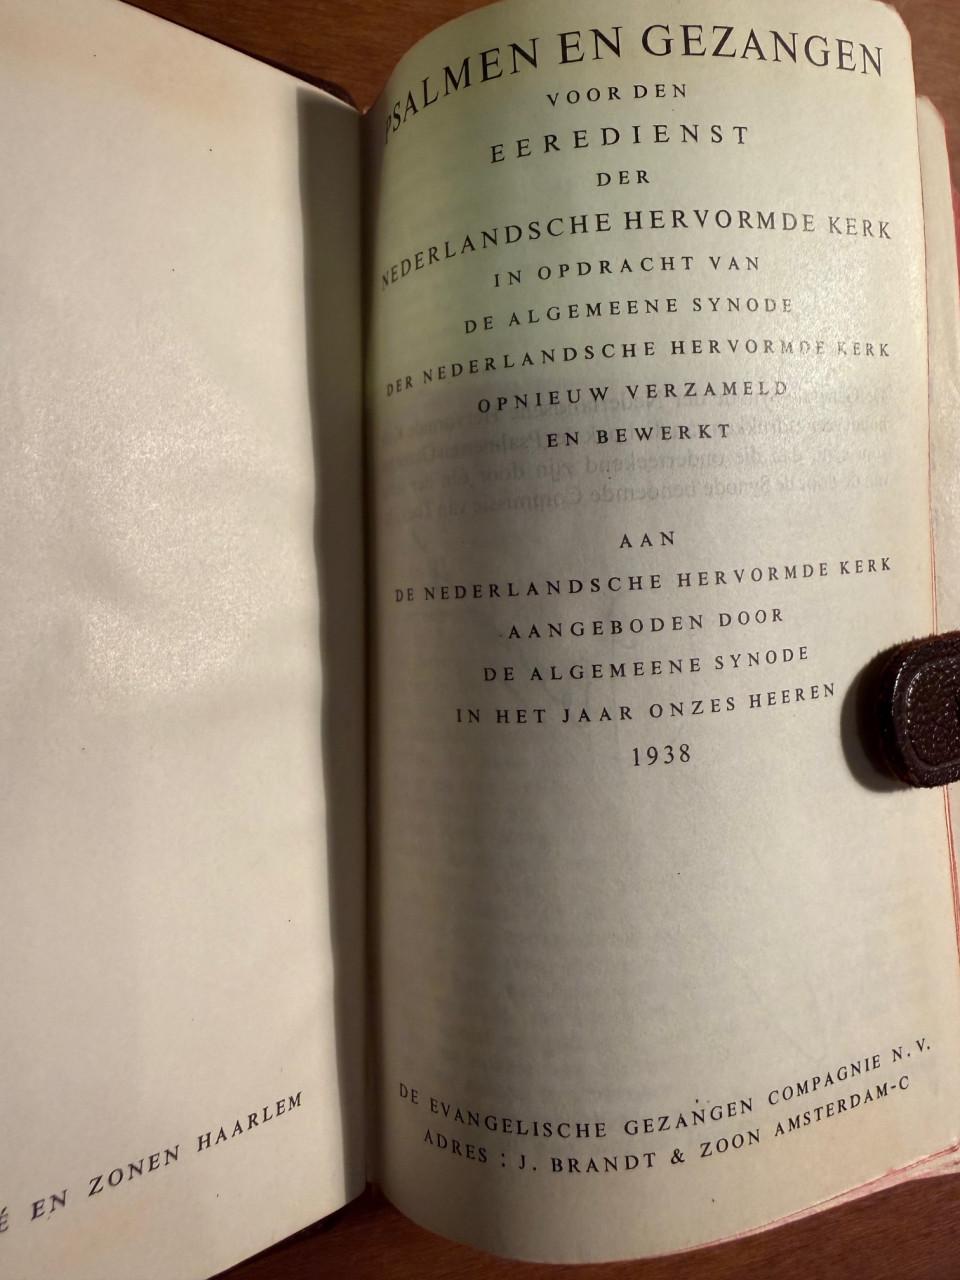 EN ZONEN HAARLEM
PSALMEN EN GEZANGEN
VOOR DEN
EEREDIENST
DER
NEDERLANDSCHE HERVORMDE KERK
IN OPDRACHT VAN
DE ALGEMEENE SYNODE
DER NEDERLANDSCHE HERVORMDE KERK
OPNIEUW VERZAMELD
EN BEWERKT
AAN
DE NEDERLANDSCHE HERVORMDE KERK
AANGEBODEN DOOR
DE ALGEMEENE SYNODE
IN HET JAAR ONZES HEEREN
1938
DE EVANGELISCHE GEZANGEN COMPAGNIE N.V.
ADRES : J. BRANDT & ZOON AMSTERDAM-C